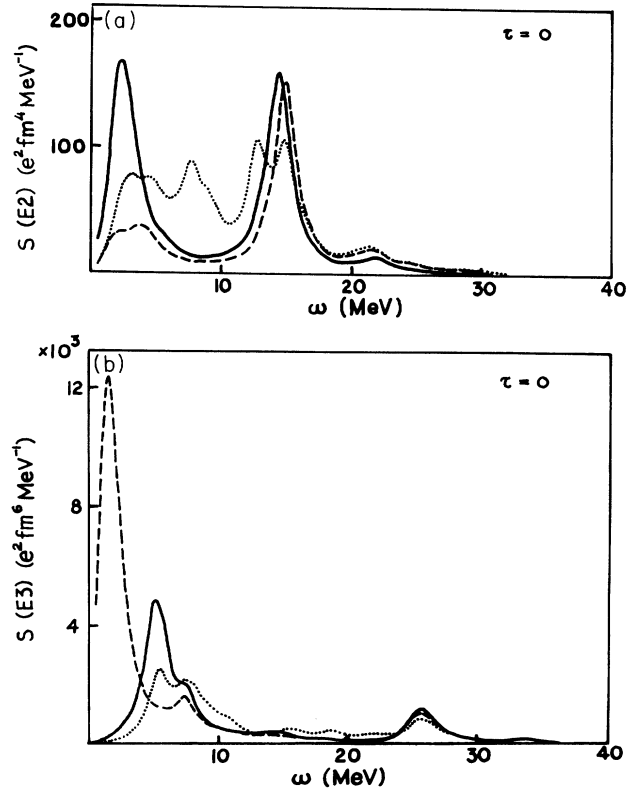 200
(a)
τ = 0
100
S (E2) (e²fm⁴MeV⁻¹)
10
20
30
40
ω (MeV)
×10³
(b)
τ = 0
12
8
4
S (E3) (e²fm⁶MeV⁻¹)
10
20
30
40
ω (MeV)